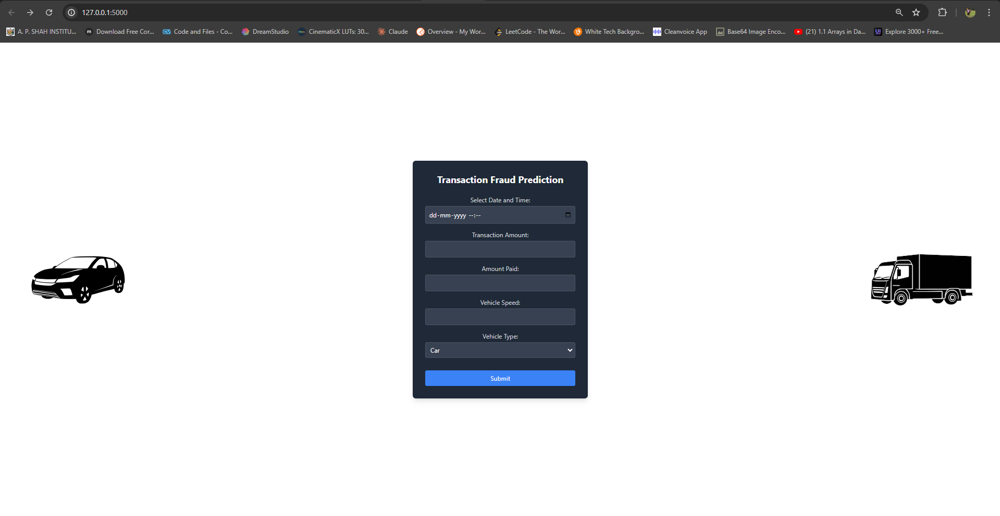 127.0.0.1:5000
A. P. SHAH INSTITU... Download Free Cor... Code and Files - Co... DreamStudio CinematicX LUTs: 30... Claude Overview - My Wor... LeetCode - The Wor... White Tech Backgro... Cleanvoice App Base64 Image Enco... (21) 1.1 Arrays in Da... Explore 3000+ Free...
Transaction Fraud Prediction
Select Date and Time:
dd-mm-yyyy --:--
Transaction Amount:
Amount Paid:
Vehicle Speed:
Vehicle Type:
Car
Submit